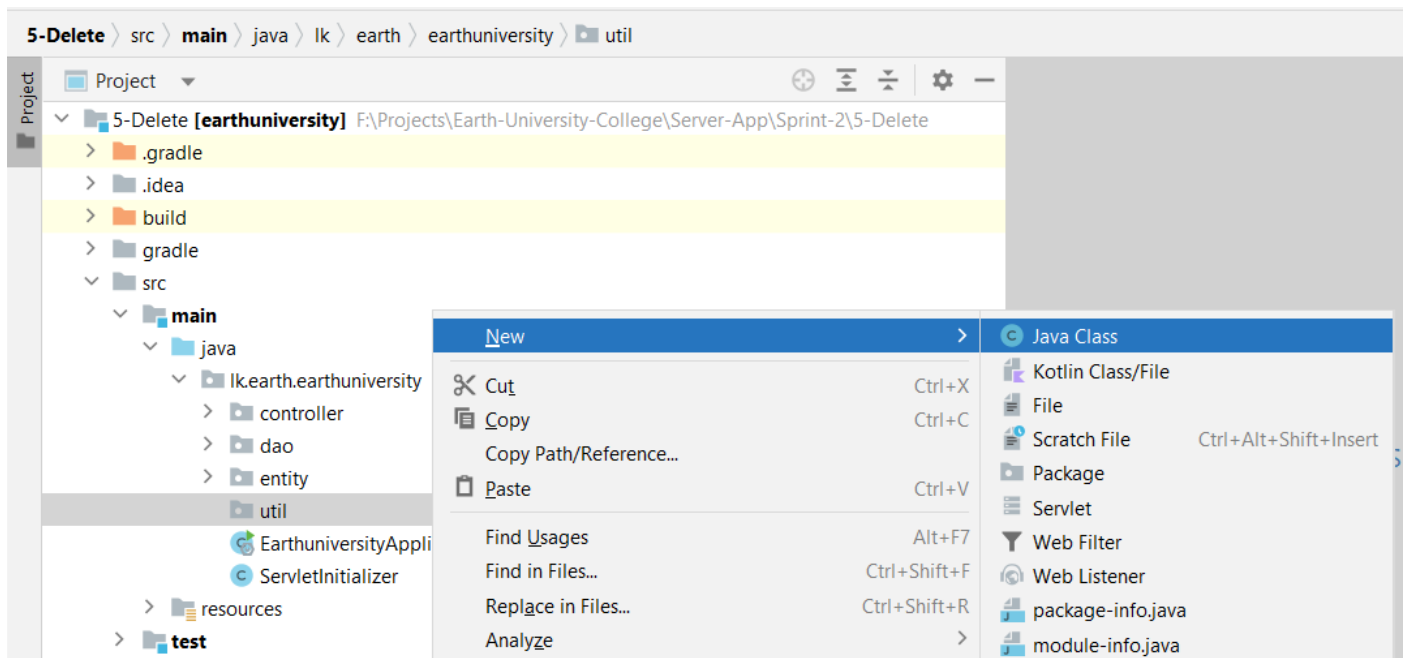 5-Delete 〉 src 〉 main 〉 java 〉 lk 〉 earth 〉 earthuniversity 〉 util
Project
Project
5-Delete [earthuniversity] F:\Projects\Earth-University-College\Server-App\Sprint-2\5-Delete
.gradle
.idea
build
gradle
src
main
java
lk.earth.earthuniversity
controller
dao
entity
util
EarthuniversityAppli
ServletInitializer
resources
test
New
Cut Ctrl+X
Copy Ctrl+C
Copy Path/Reference...
Paste Ctrl+V
Find Usages Alt+F7
Find in Files... Ctrl+Shift+F
Replace in Files... Ctrl+Shift+R
Analyze
Java Class
Kotlin Class/File
File
Scratch File Ctrl+Alt+Shift+Insert
Package
Servlet
Web Filter
Web Listener
package-info.java
module-info.java